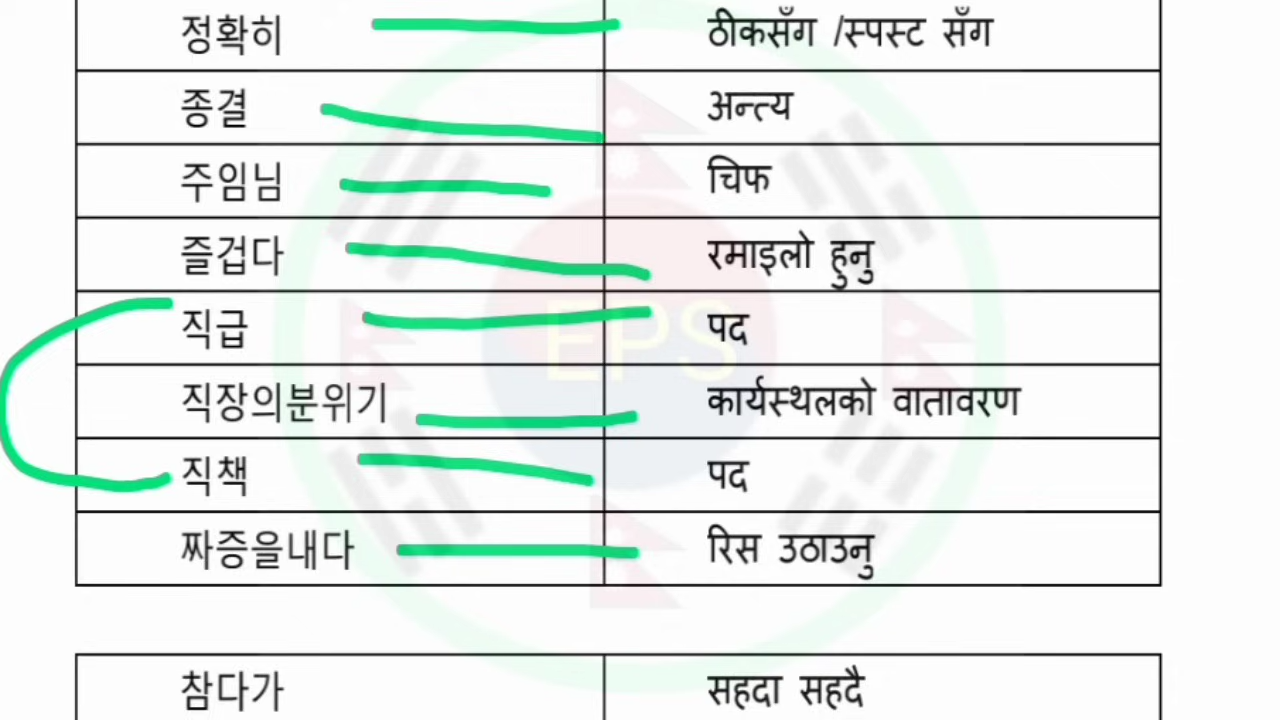 정확히 ठीकसँग /स्पस्ट सँग
종결 अन्त्य
주임님 चिफ
즐겁다 रमाइलो हुनु
직급 पद
직장의분위기 कार्यस्थलको वातावरण
직책 पद
짜증을내다 रिस उठाउनु
참다가 सहदा सहदै
EPS